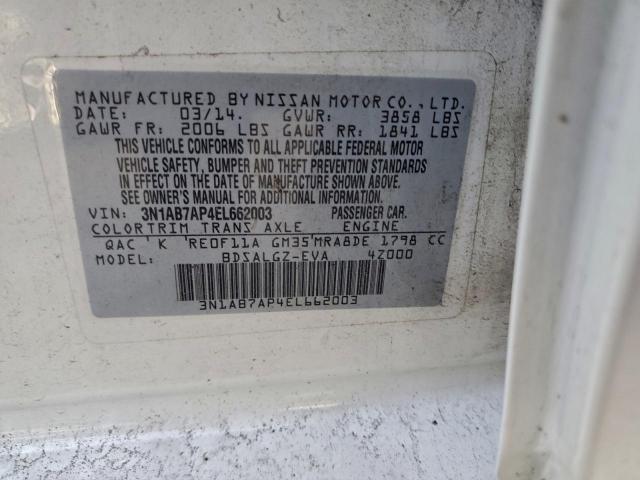 MANUFACTURED BY NISSAN MOTOR CO., LTD.
DATE: 03/14. GVWR: 3858 LBS
GAWR FR: 2006 LBS GAWR RR: 1841 LBS
THIS VEHICLE CONFORMS TO ALL APPLICABLE FEDERAL MOTOR
VEHICLE SAFETY, BUMPER AND THEFT PREVENTION STANDARDS
IN EFFECT ON THE DATE OF MANUFACTURE SHOWN ABOVE.
SEE OWNER'S MANUAL FOR ADDITIONAL INFORMATION.
VIN: 3N1AB7AP4EL662003 PASSENGER CAR.
COLOR TRIM TRANS AXLE ENGINE
QAC ' K ' RE0F11A GM35'MRA8DE 1798 CC
BDSALGZ-EVA 4Z000
3N1AB7AP4EL662003